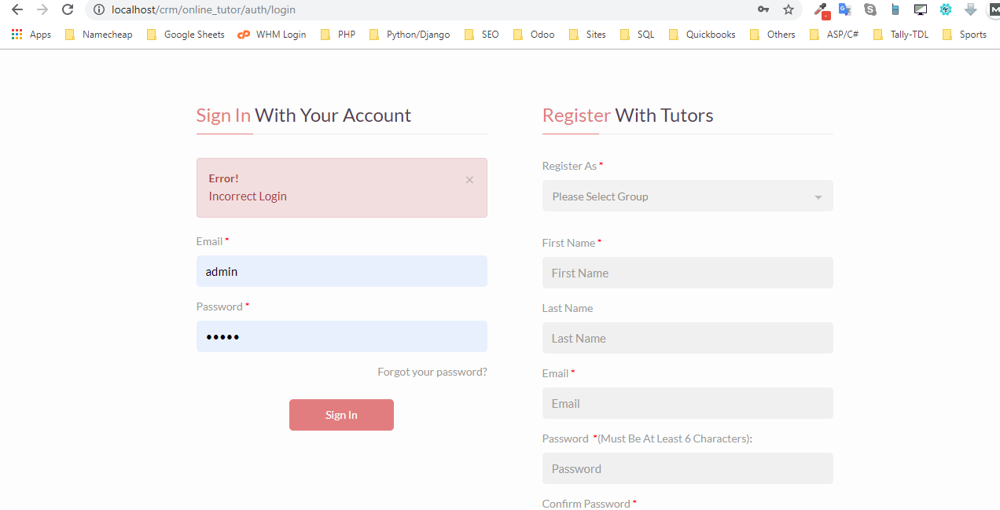 localhost/crm/online_tutor/auth/login
Apps Namecheap Google Sheets WHM Login PHP Python/Django SEO Odoo Sites SQL Quickbooks Others ASP/C# Tally-TDL Sports
Sign In With Your Account
Error!
Incorrect Login
Email *
admin
Password *
•••••
Forgot your password?
Sign In
Register With Tutors
Register As *
Please Select Group
First Name *
First Name
Last Name
Last Name
Email *
Email
Password *(Must Be At Least 6 Characters):
Password
Confirm Password *